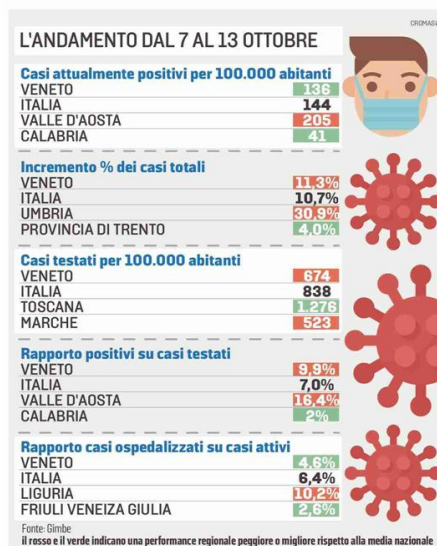 CROMASIA
L'ANDAMENTO DAL 7 AL 13 OTTOBRE
Casi attualmente positivi per 100.000 abitanti
VENETO 136
ITALIA 144
VALLE D'AOSTA 205
CALABRIA 41
Incremento % dei casi totali
VENETO 11,3%
ITALIA 10,7%
UMBRIA 30,9%
PROVINCIA DI TRENTO 4,0%
Casi testati per 100.000 abitanti
VENETO 674
ITALIA 838
TOSCANA 1.276
MARCHE 523
Rapporto positivi su casi testati
VENETO 9,9%
ITALIA 7,0%
VALLE D'AOSTA 16,4%
CALABRIA 2%
Rapporto casi ospedalizzati su casi attivi
VENETO 4,6%
ITALIA 6,4%
LIGURIA 10,2%
FRIULI VENEIZA GIULIA 2,6%
Fonte: Gimbe
il rosso e il verde indicano una performance regionale peggiore o migliore rispetto alla media nazionale